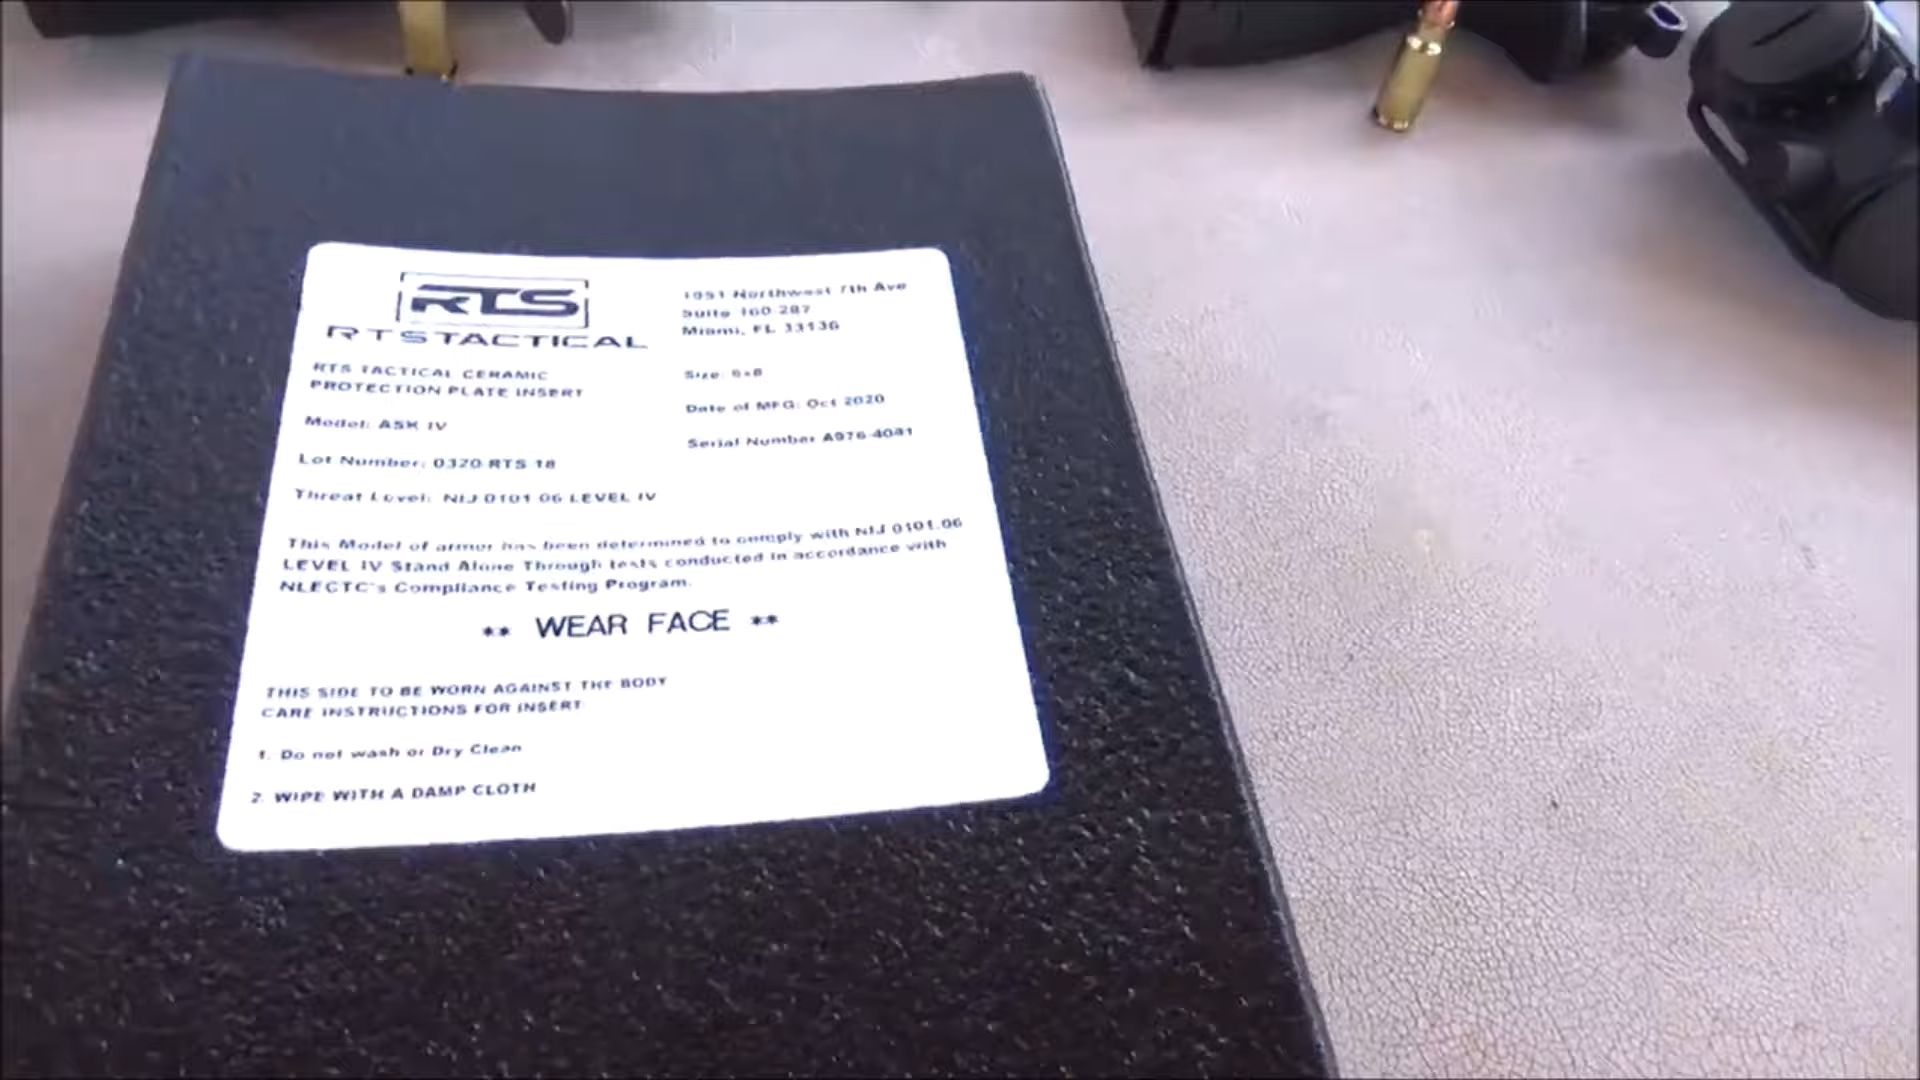 RTS
RTSTACTICAL
RTS TACTICAL CERAMIC
PROTECTION PLATE INSERT
Model: ASK IV
Lot Number: 0320-RTS-18
Threat Level: NIJ 0101.06 LEVEL IV
1951 Northwest 7th Ave
Suite 160-287
Miami, FL 33136
Size: 6x8
Date of MFG: Oct 2020
Serial Number A976-4081
This Model of armor has been determined to comply with NIJ 0101.06
LEVEL IV Stand Alone Through tests conducted in accordance with
NLECTC's Compliance Testing Program.
** WEAR FACE **
THIS SIDE TO BE WORN AGAINST THE BODY
CARE INSTRUCTIONS FOR INSERT:
1. Do not wash or Dry Clean
2. WIPE WITH A DAMP CLOTH